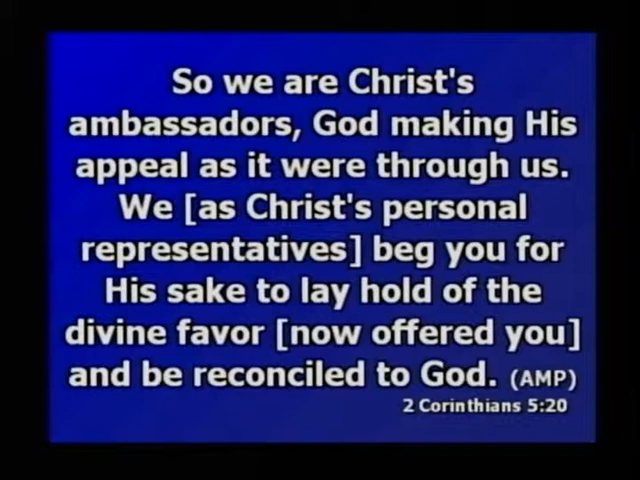 So we are Christ's
ambassadors, God making His
appeal as it were through us.
We [as Christ's personal
representatives] beg you for
His sake to lay hold of the
divine favor [now offered you]
and be reconciled to God. (AMP)
2 Corinthians 5:20